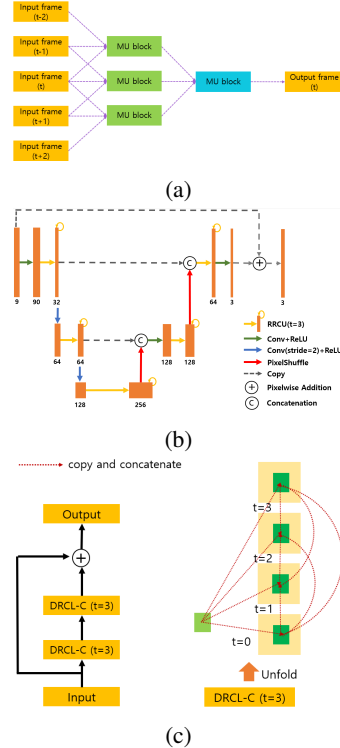 Input frame
(t-2)
Input frame
(t-1)
Input frame
(t)
Input frame
(t+1)
Input frame
(t+2)
MU block
MU block
MU block
MU block
Output frame
(t)
(a)
C
+
9
90
32
64
3
3
64
64
128
128
128
256
C
RRCU(t=3)
Conv+ReLU
Conv(stride=2)+ReLU
PixelShuffle
Copy
+ Pixelwise Addition
C Concatenation
(b)
copy and concatenate
Output
+
DRCL-C (t=3)
DRCL-C (t=3)
Input
t=3
t=2
t=1
t=0
Unfold
DRCL-C (t=3)
(c)